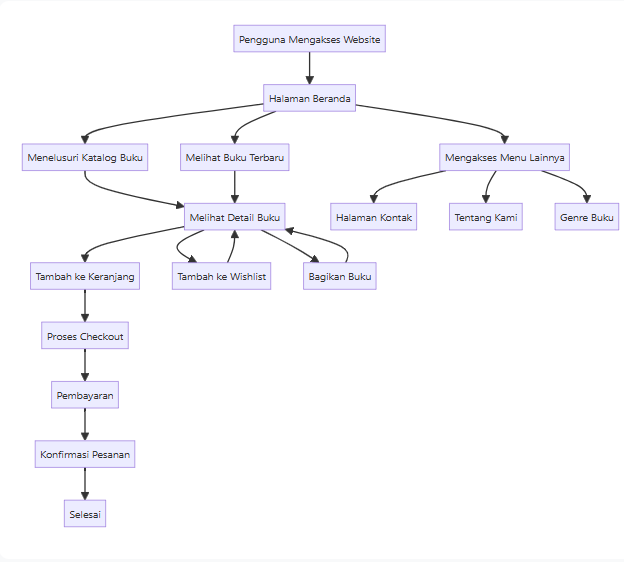 Pengguna Mengakses Website
Halaman Beranda
Menelusuri Katalog Buku
Melihat Buku Terbaru
Mengakses Menu Lainnya
Melihat Detail Buku
Halaman Kontak
Tentang Kami
Genre Buku
Tambah ke Keranjang
Tambah ke Wishlist
Bagikan Buku
Proses Checkout
Pembayaran
Konfirmasi Pesanan
Selesai